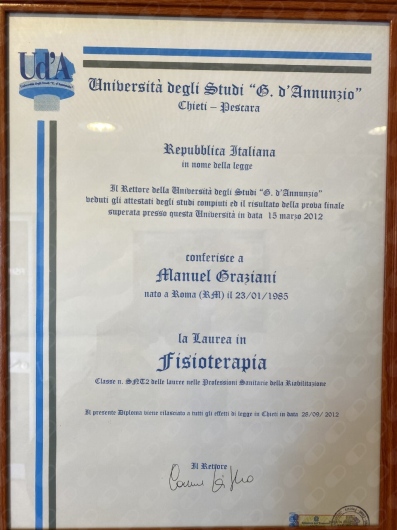 Ud'A
Università degli Studi "G. d'Annunzio"
Chieti – Pescara
Repubblica Italiana
in nome della legge
Il Rettore della Università degli Studi "G. d'Annunzio"
veduti gli attestati degli studi compiuti ed il risultato della prova finale
superata presso questa Università in data 15 marzo 2012
conferisce a
Manuel Graziani
nato a Roma (RM) il 23/01/1985
la Laurea in
Fisioterapia
Classe n. SNT2 delle lauree nelle Professioni Sanitarie della Riabilitazione
Il presente Diploma viene rilasciato a tutti gli effetti di legge in Chieti in data 28/09/2012
Il Rettore